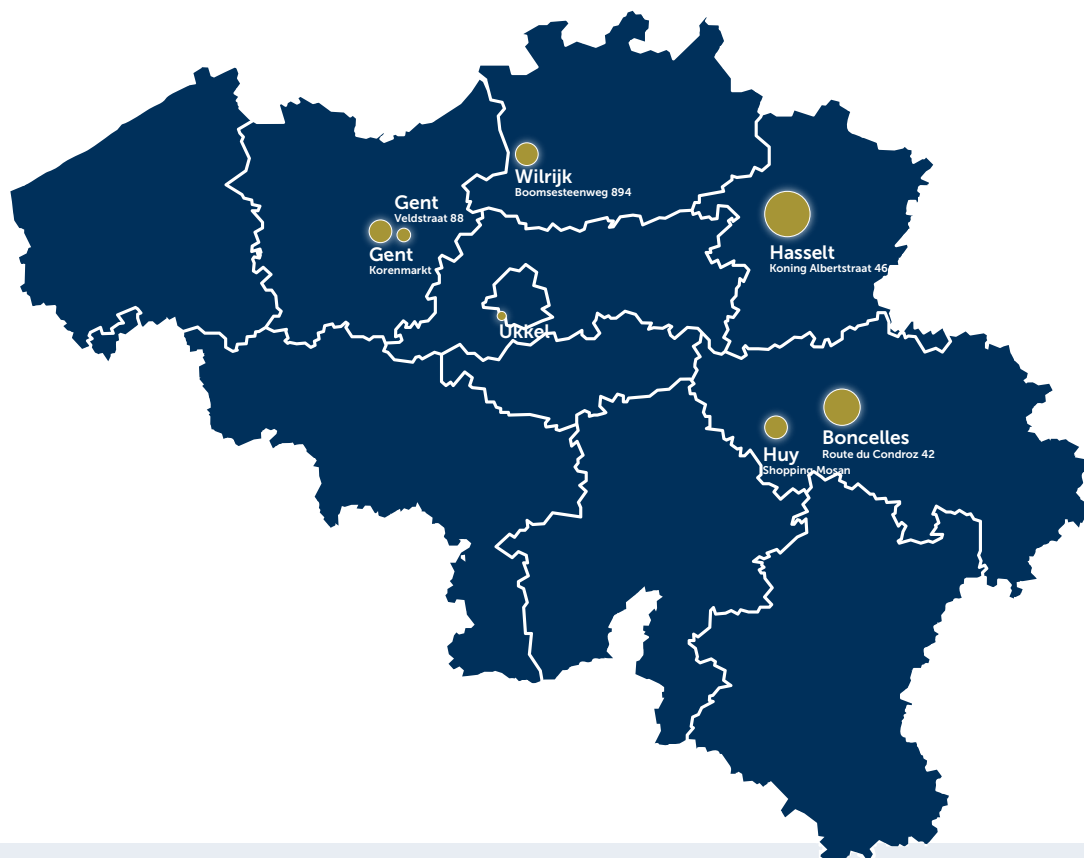 Wilrijk
Boomsesteenweg 894
Gent
Veldstraat 88
Gent
Korenmarkt
Hasselt
Koning Albertstraat 46
Ukkel
Boncelles
Route du Condroz 42
Huy
Shopping Mosan